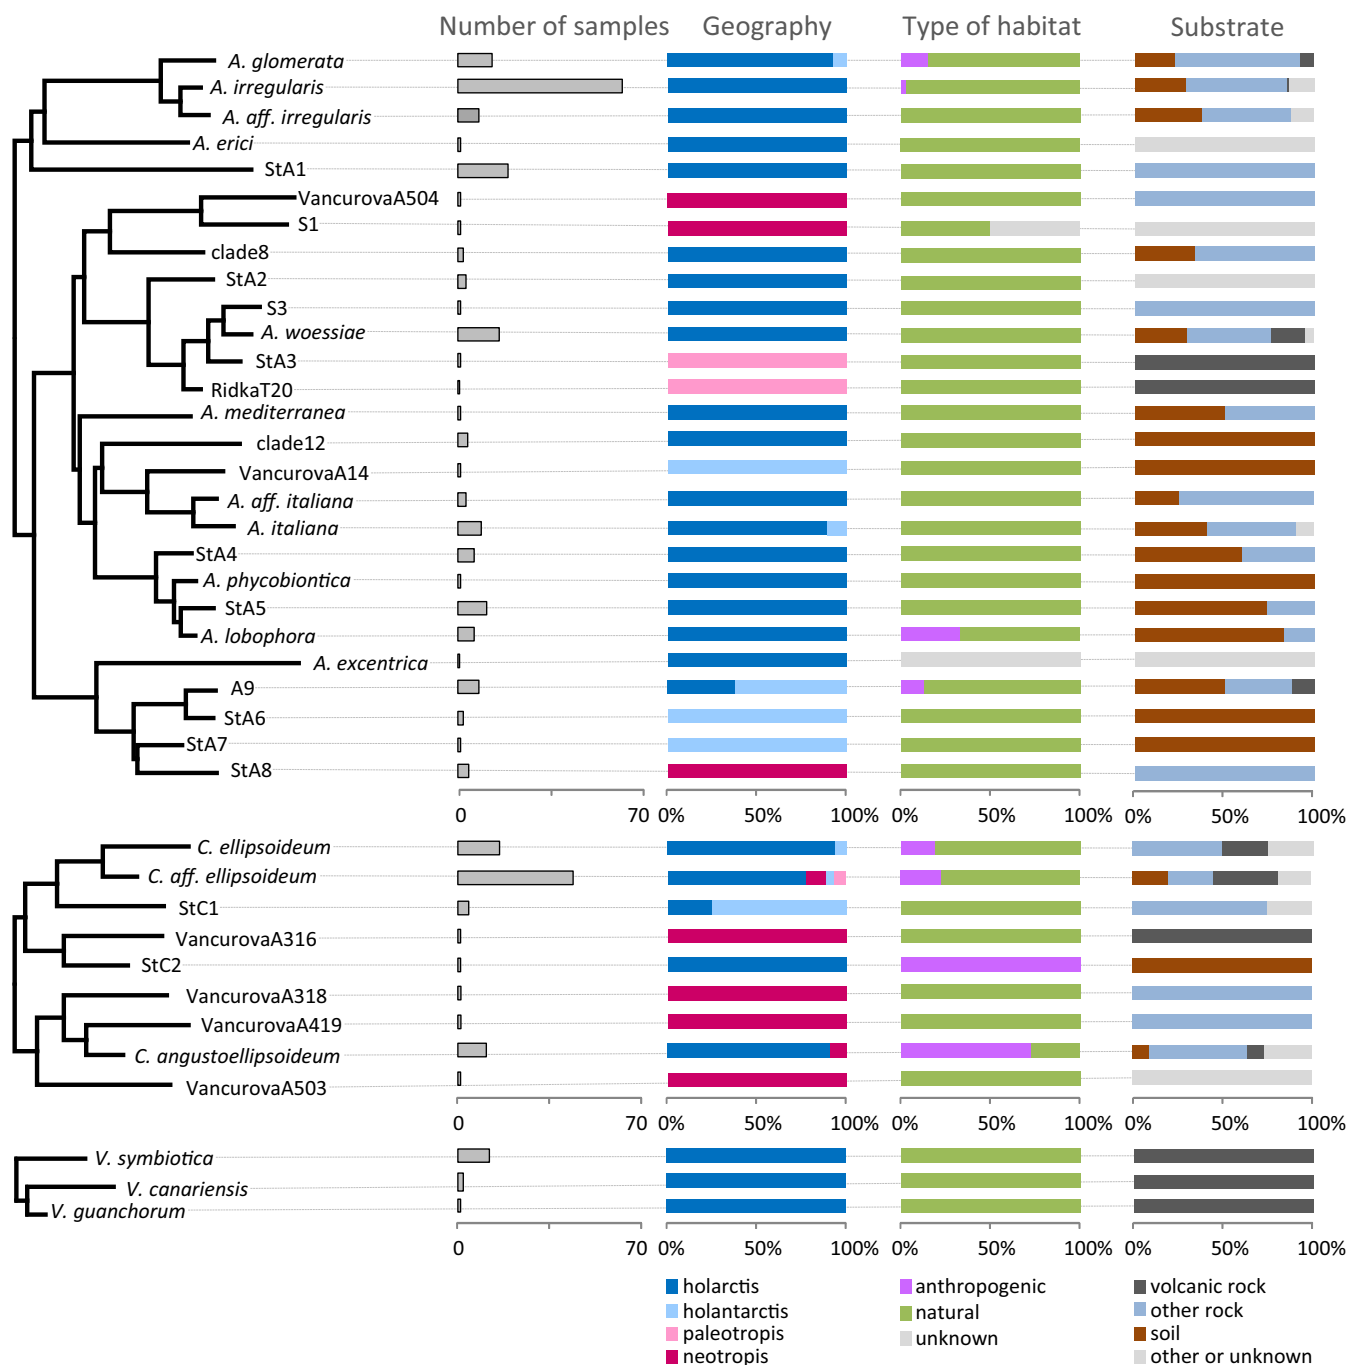 Number of samples Geography Type of habitat Substrate
A. glomerata
A. irregularis
A. aff. irregularis
A. erici
StA1
VancurovaA504
S1
clade8
StA2
S3
A. woessiae
StA3
RidkaT20
A. mediterranea
clade12
VancurovaA14
A. aff. italiana
A. italiana
StA4
A. phycobiontica
StA5
A. lobophora
A. excentrica
A9
StA6
StA7
StA8
0 70 0% 50% 100% 0% 50% 100% 0% 50% 100%
C. ellipsoideum
C. aff. ellipsoideum
StC1
VancurovaA316
StC2
VancurovaA318
VancurovaA419
C. angustoellipsoideum
VancurovaA503
0 70 0% 50% 100% 0% 50% 100% 0% 50% 100%
V. symbiotica
V. canariensis
V. guanchorum
0 70 0% 50% 100% 0% 50% 100% 0% 50% 100%
holarctis anthropogenic volcanic rock
holantarctis natural other rock
paleotropis unknown soil
neotropis other or unknown